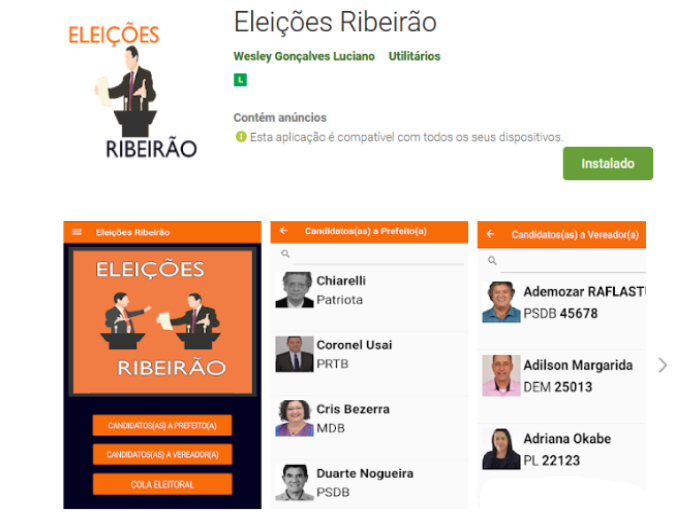 ELEIÇÕES
RIBEIRÃO
Eleições Ribeirão
Wesley Gonçalves Luciano Utilitários
L
Contém anúncios
Esta aplicação é compatível com todos os seus dispositivos.
Instalado
Eleições Ribeirão
ELEIÇÕES
RIBEIRÃO
CANDIDATOS(AS) A PREFEITO(A)
CANDIDATOS(AS) A VEREADOR(A)
COLA ELEITORAL
Candidatos(as) a Prefeito(a)
Chiarelli
Patriota
Coronel Usai
PRTB
Cris Bezerra
MDB
Duarte Nogueira
PSDB
Candidatos(as) a Vereador(a)
Ademozar RAFLAST
PSDB 45678
Adilson Margarida
DEM 25013
Adriana Okabe
PL 22123